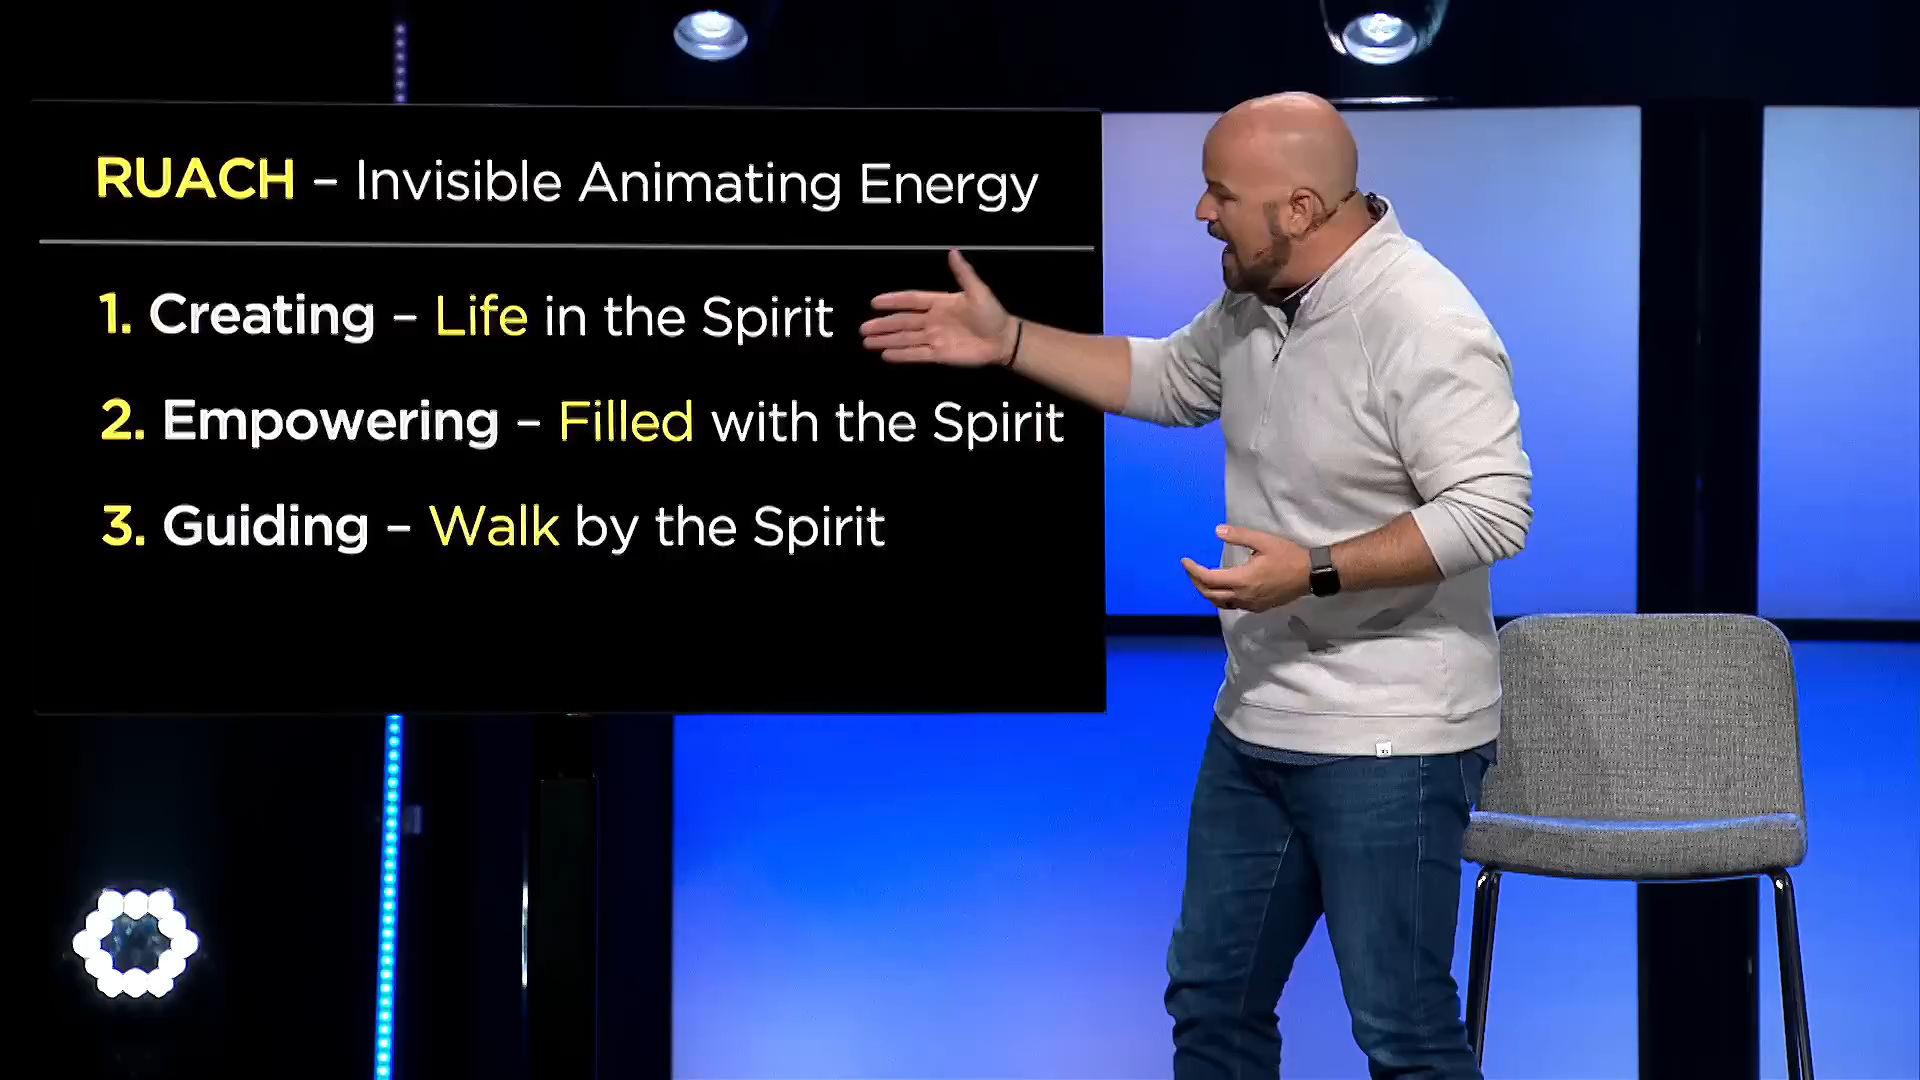 RUACH – Invisible Animating Energy
1. Creating – Life in the Spirit
2. Empowering – Filled with the Spirit
3. Guiding – Walk by the Spirit